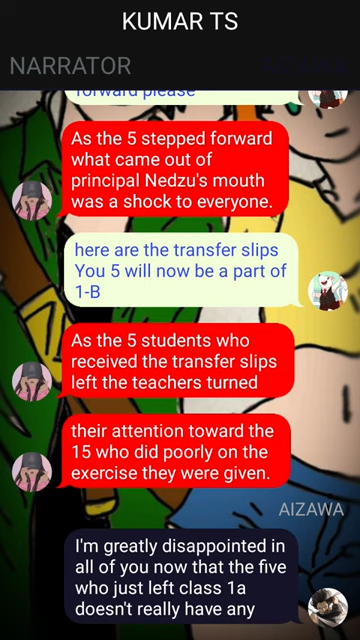 KUMAR TS
NARRATOR
forward please
As the 5 stepped forward
what came out of
principal Nedzu's mouth
was a shock to everyone.
here are the transfer slips
You 5 will now be a part of
1-B
As the 5 students who
received the transfer slips
left the teachers turned
their attention toward the
15 who did poorly on the
exercise they were given.
AIZAWA
I'm greatly disappointed in
all of you now that the five
who just left class 1a
doesn't really have any